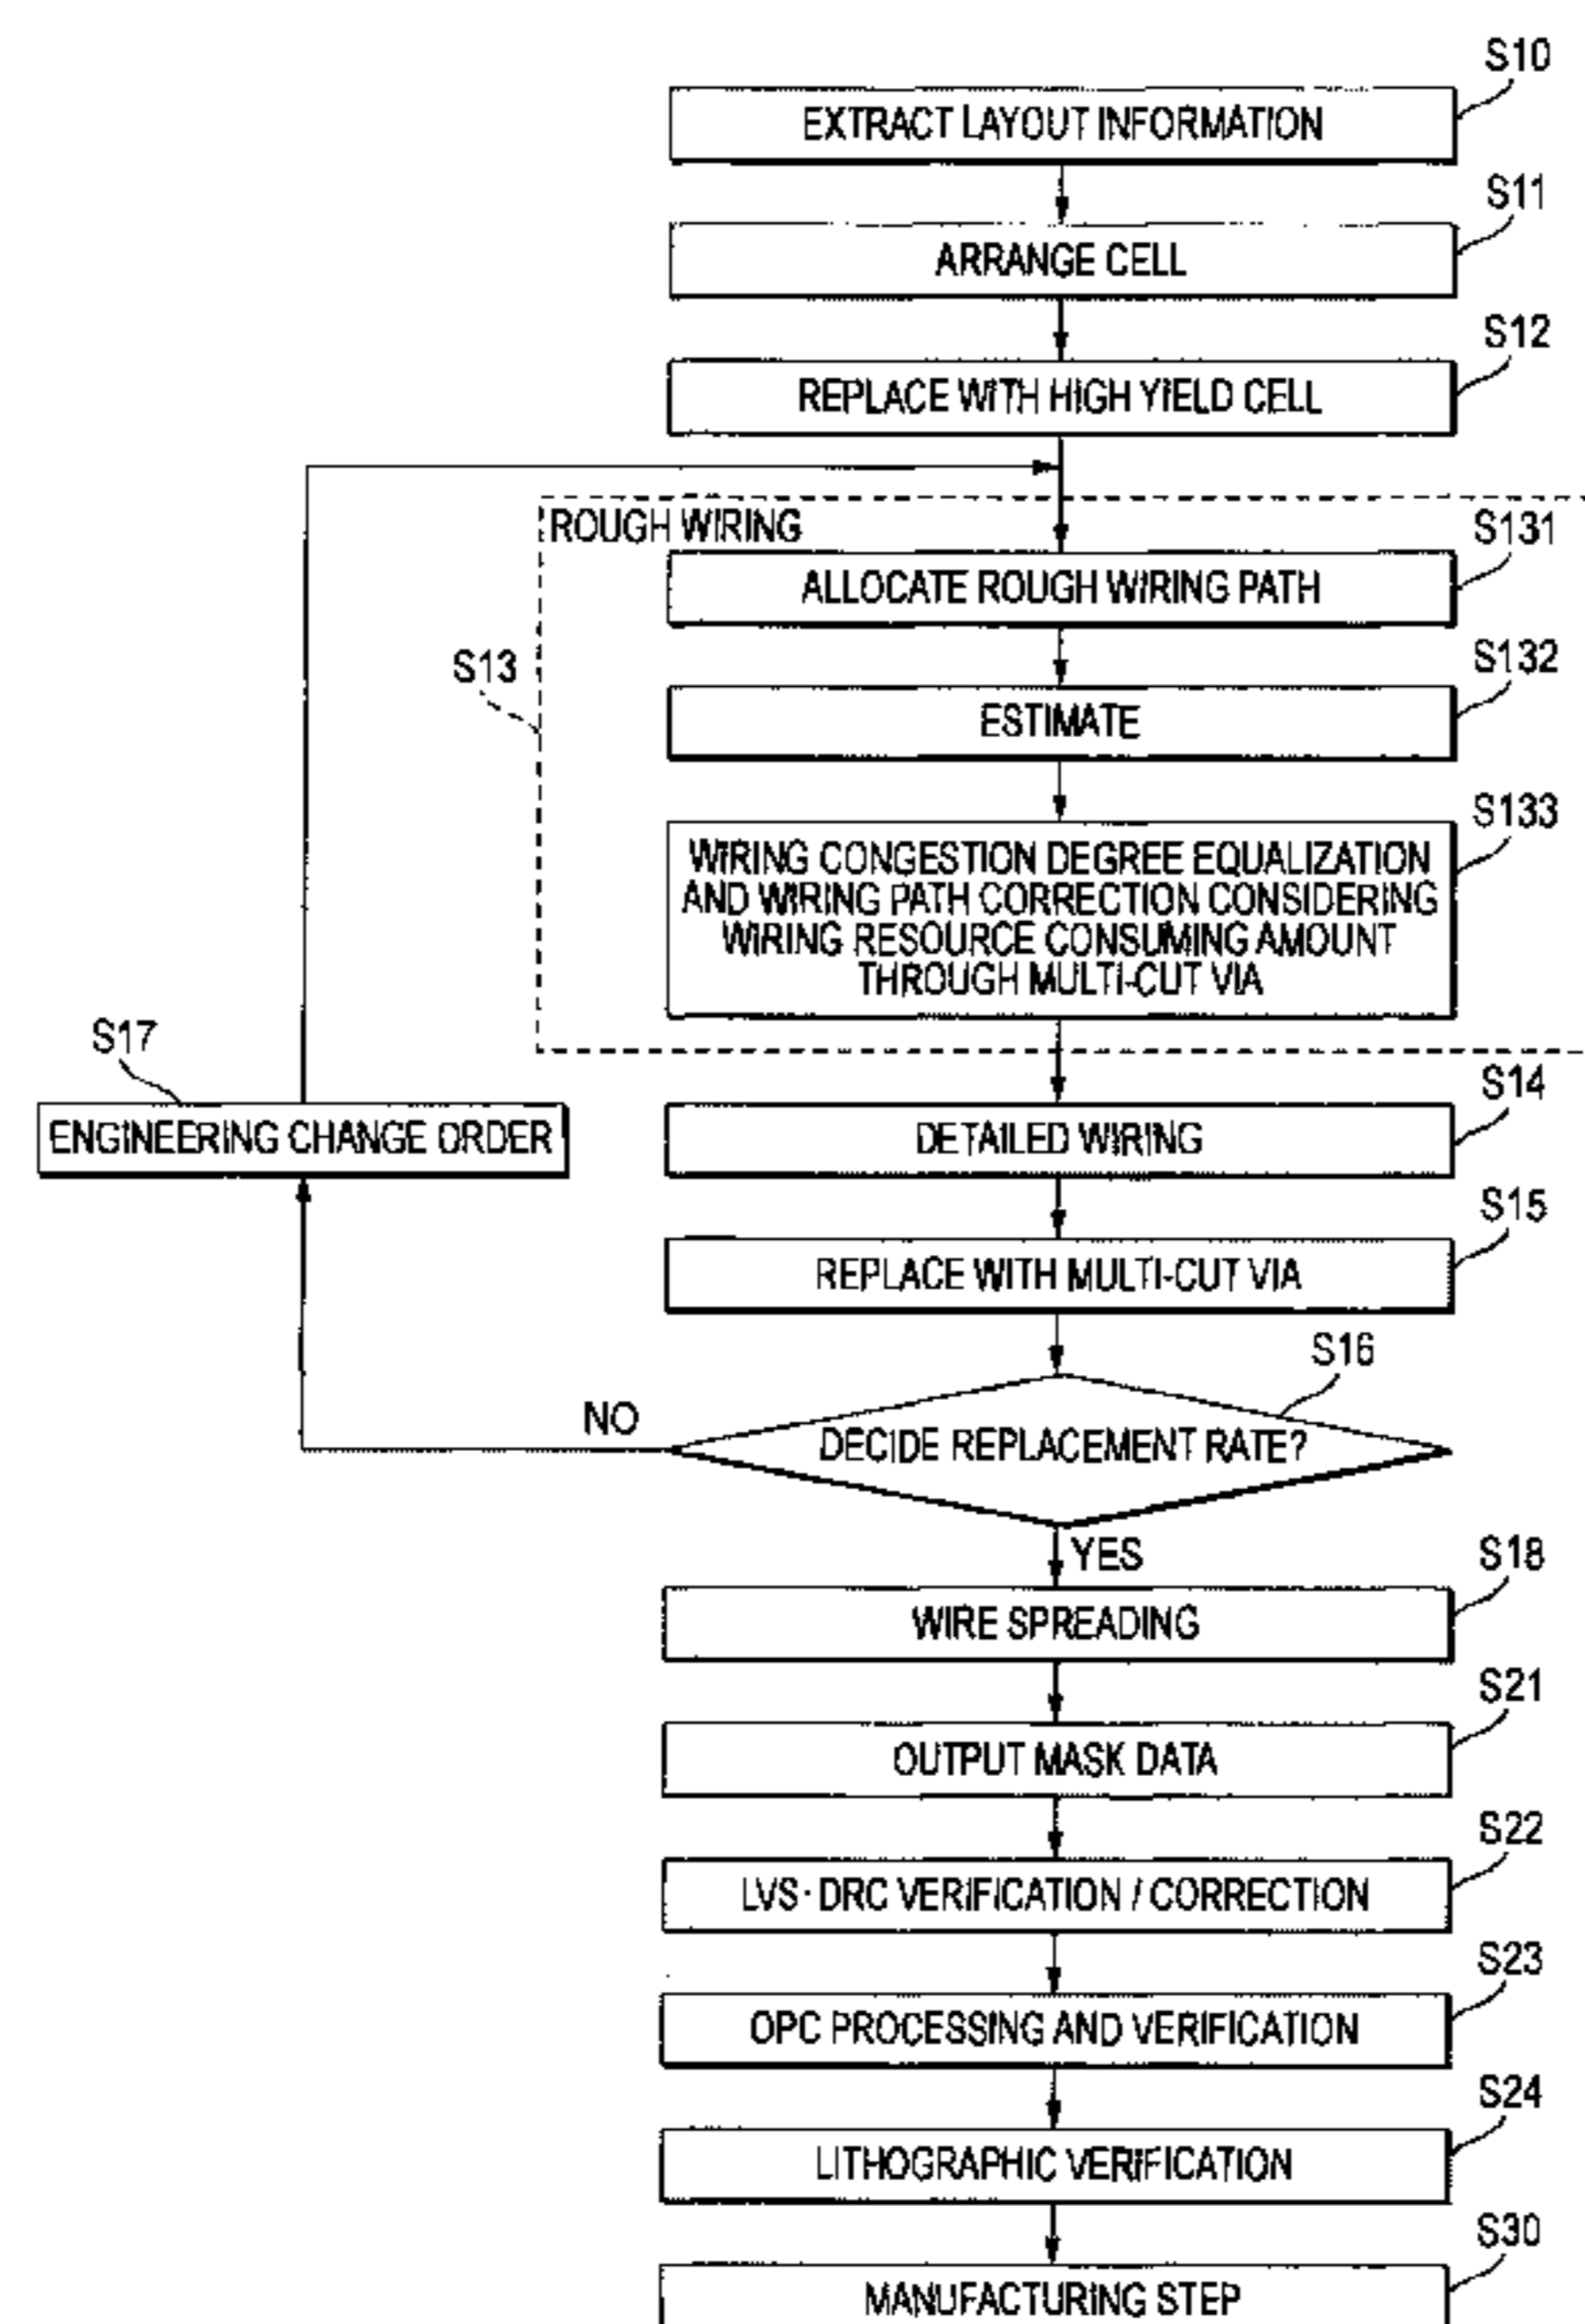 S10
EXTRACT LAYOUT INFORMATION
S11
ARRANGE CELL
S12
REPLACE WITH HIGH YIELD CELL
ROUGH WIRING
S131
ALLOCATE ROUGH WIRING PATH
S13
S132
ESTIMATE
S133
WIRING CONGESTION DEGREE EQUALIZATION
AND WIRING PATH CORRECTION CONSIDERING
WIRING RESOURCE CONSUMING AMOUNT
THROUGH MULTI-CUT VIA
S17
ENGINEERING CHANGE ORDER
S14
DETAILED WIRING
S15
REPLACE WITH MULTI-CUT VIA
S16
NO
DECIDE REPLACEMENT RATE?
YES
S18
WIRE SPREADING
S21
OUTPUT MASK DATA
S22
LVS·DRC VERIFICATION / CORRECTION
S23
OPC PROCESSING AND VERIFICATION
S24
LITHOGRAPHIC VERIFICATION
S30
MANUFACTURING STEP